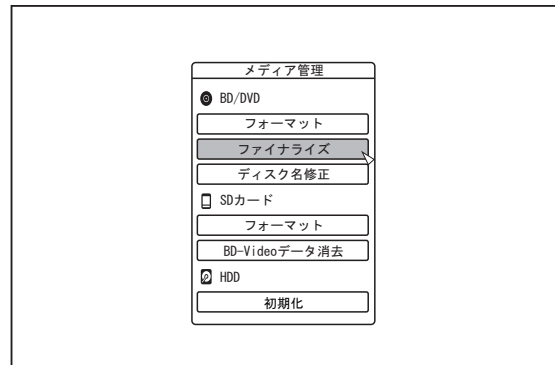 メディア管理
BD/DVD
フォーマット
ファイナライズ
ディスク名修正
SDカード
フォーマット
BD-Videoデータ消去
HDD
初期化